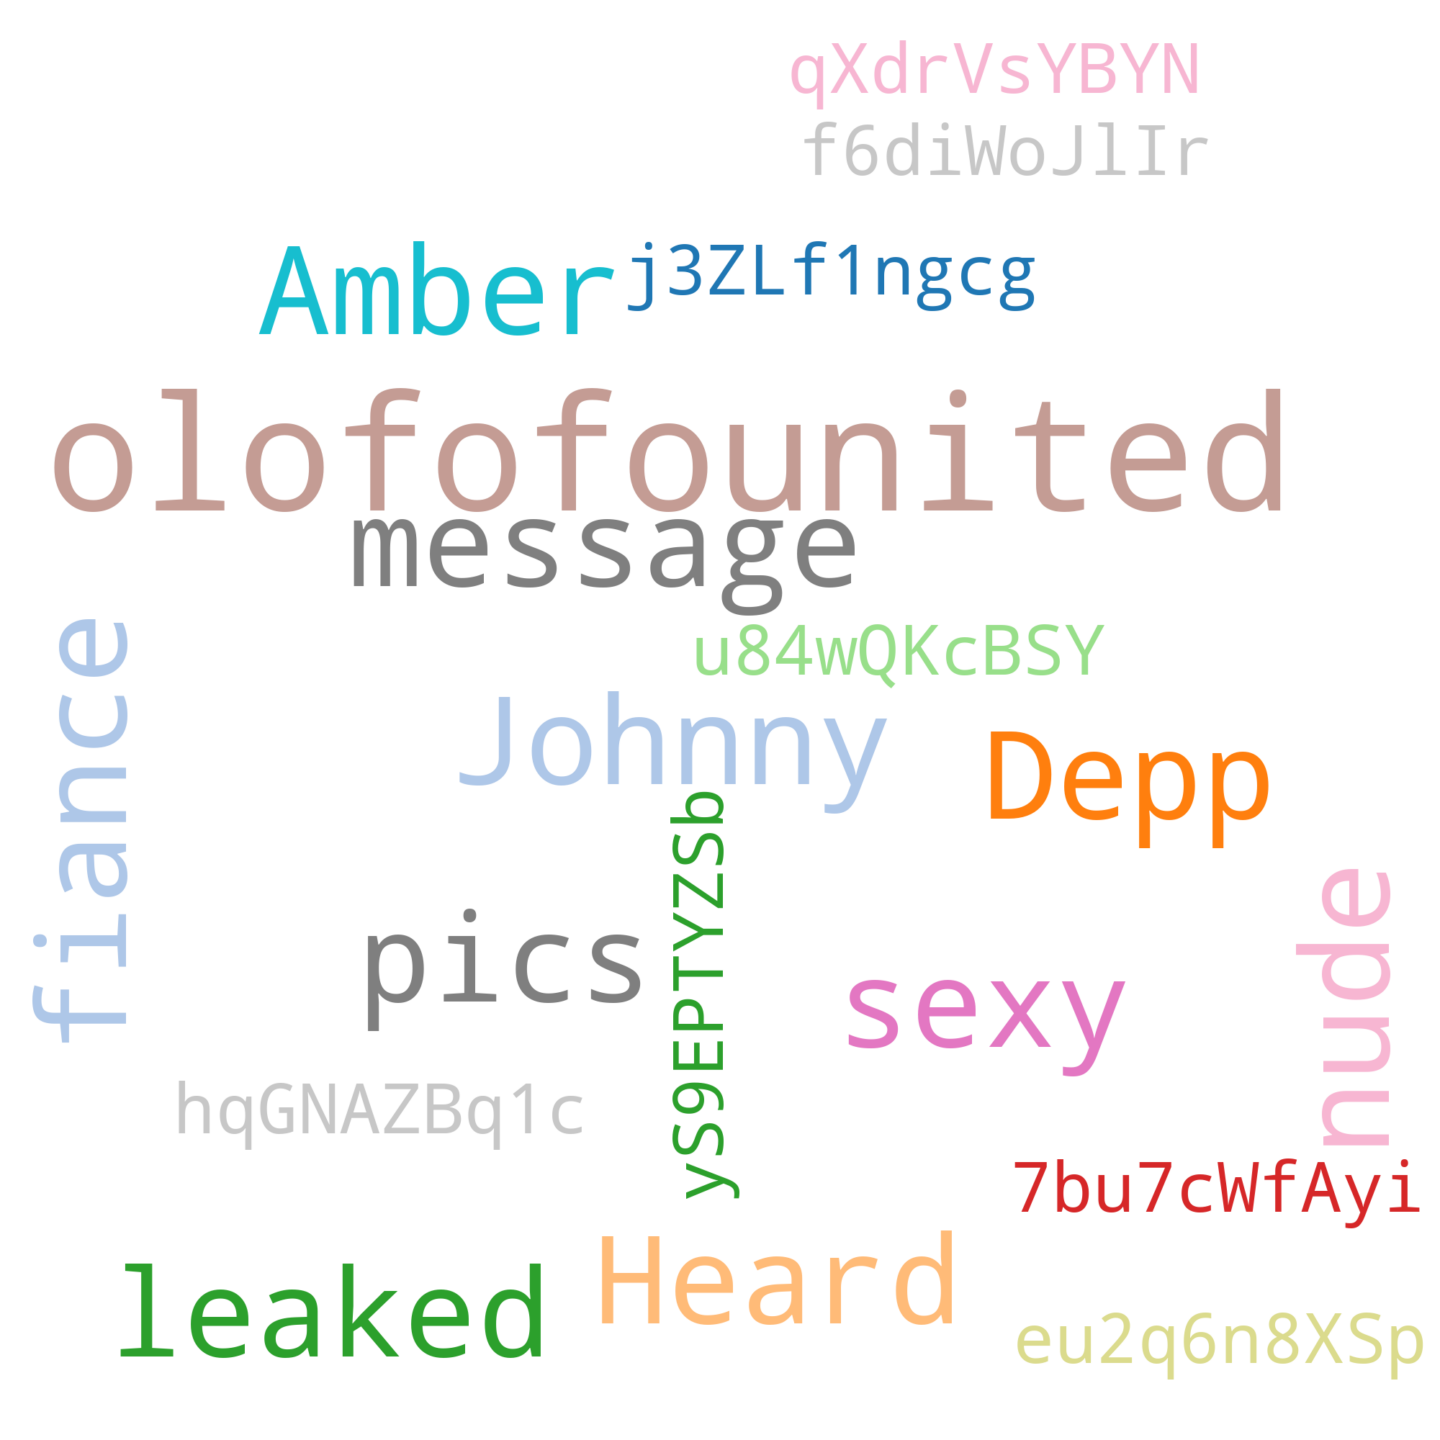 qXdrVsYBYN
f6diWoJlIr
Amber
j3ZLf1ngcg
olofofounited
message
fiance
u84wQKcBSY
Johnny
Depp
yS9EPTYZSb
pics
sexy
nude
hqGNAZBq1c
7bu7cWfAyi
leaked
Heard
eu2q6n8XSp